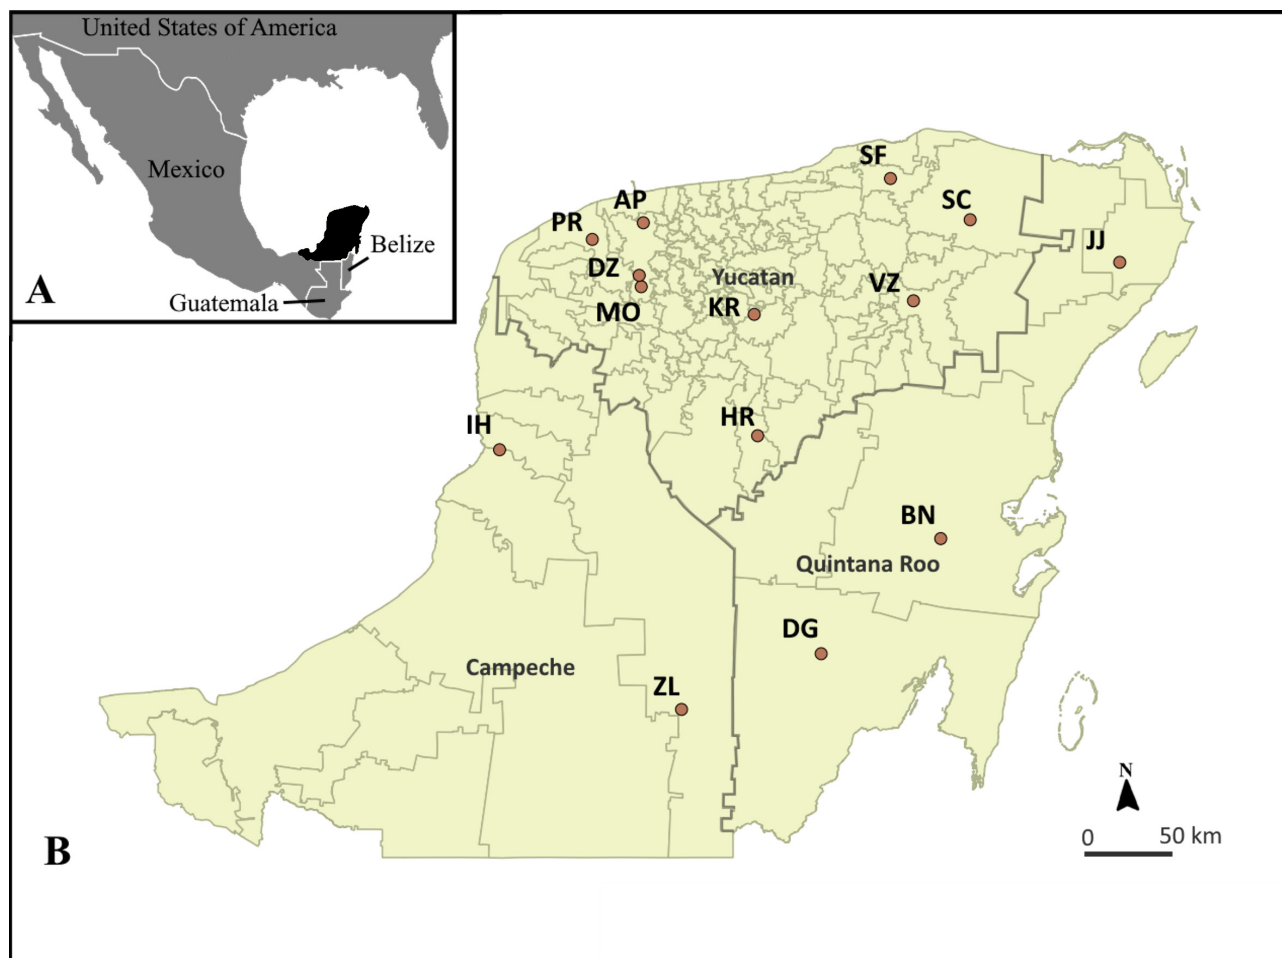 United States of America
Mexico
Belize
A
Guatemala
SF
AP
SC
PR
JJ
DZ
Yucatan
VZ
MO
KR
HR
IH
BN
Quintana Roo
DG
Campeche
ZL
N
0 50 km
B